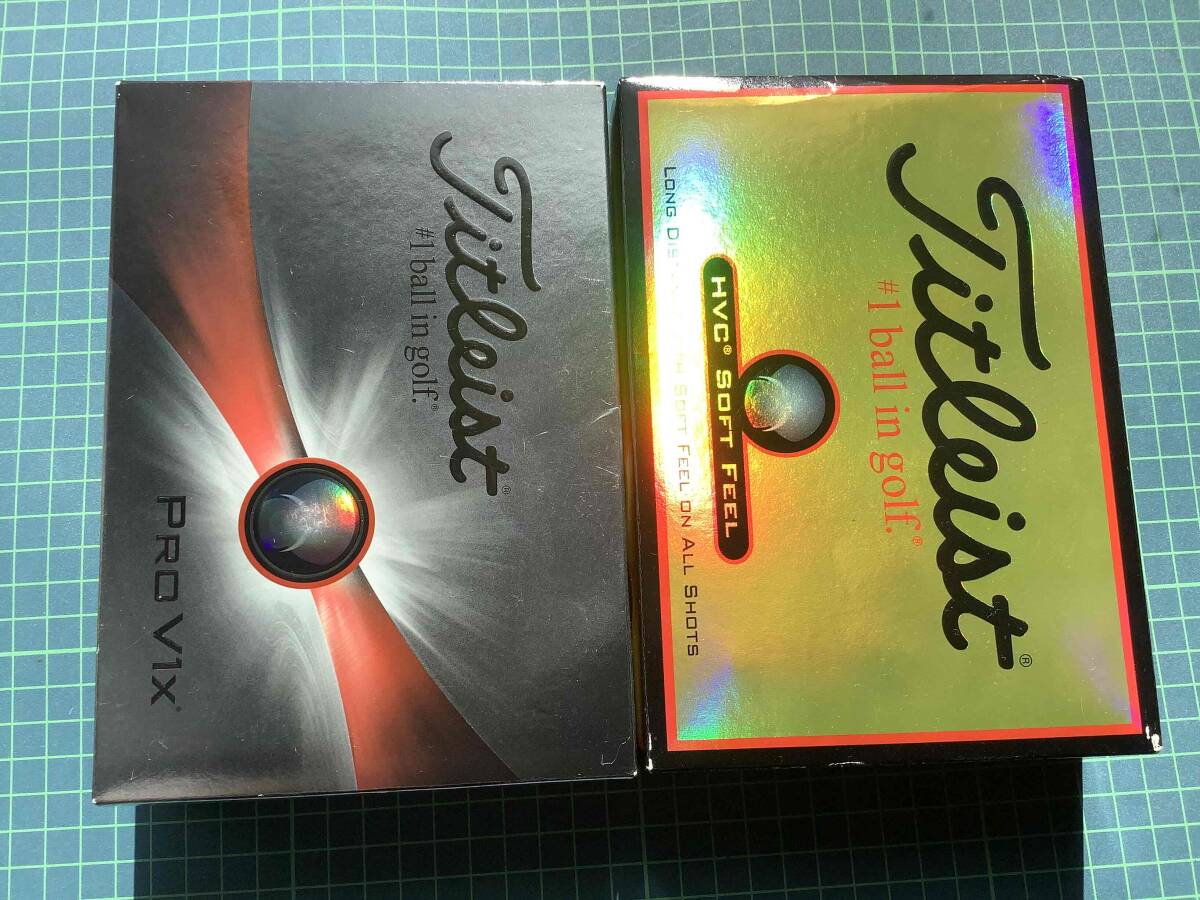 Titleist®
#1 ball in golf.®
PRO V1X
Titleist®
#1 ball in golf.®
HVC® SOFT FEEL
LONG SOFT FEEL ON ALL SHOTS